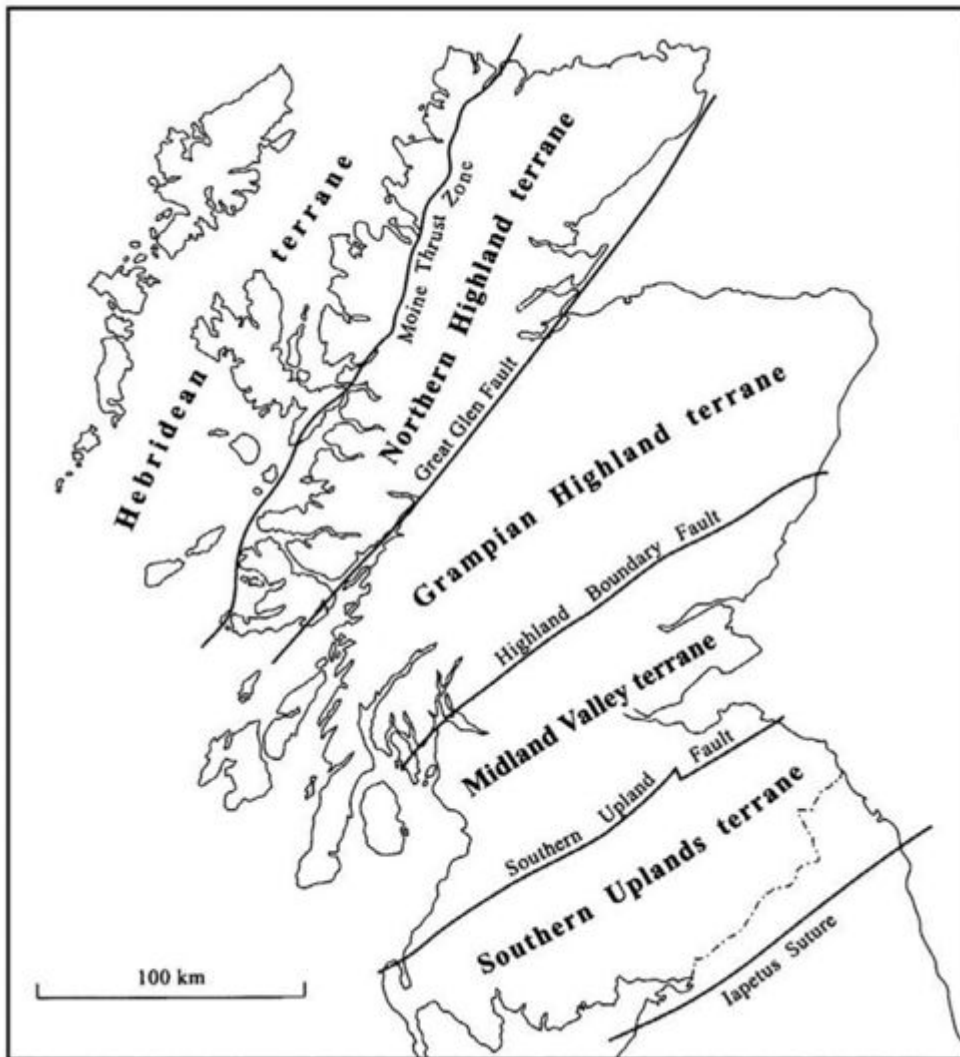 Hebridean terrane
Moine Thrust Zone
Northern Highland terrane
Great Glen Fault
Grampian Highland terrane
Highland Boundary Fault
Midland Valley terrane
Southern Upland Fault
Southern Uplands terrane
Iapetus Suture
100 km